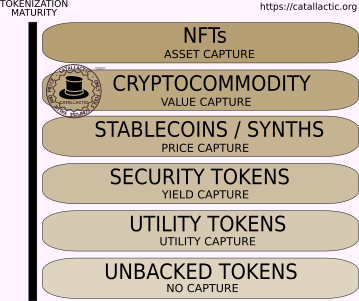 TOKENIZATION
MATURITY
https://catallactic.org
NFTs
ASSET CAPTURE
CATALLACTIC
CRYPTOCOMMODITY
VALUE CAPTURE
STABLECOINS / SYNTHS
PRICE CAPTURE
SECURITY TOKENS
YIELD CAPTURE
UTILITY TOKENS
UTILITY CAPTURE
UNBACKED TOKENS
NO CAPTURE